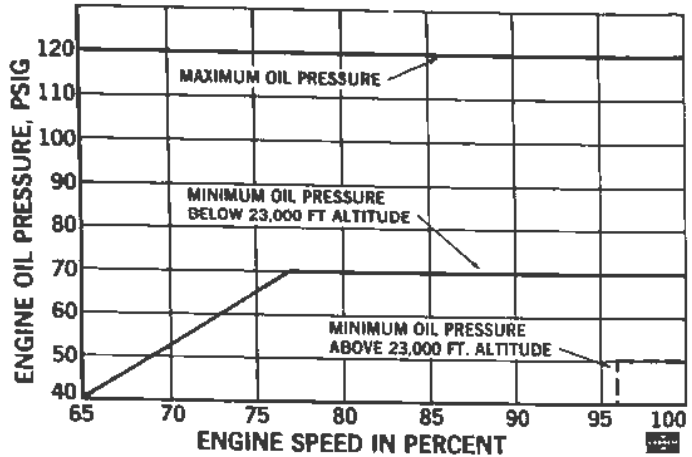 ENGINE OIL PRESSURE, PSIG
120
110
100
90
80
70
60
50
40
MAXIMUM OIL PRESSURE
MINIMUM OIL PRESSURE
BELOW 23,000 FT ALTITUDE
MINIMUM OIL PRESSURE
ABOVE 23,000 FT. ALTITUDE
65 70 75 80 85 90 95 100
ENGINE SPEED IN PERCENT